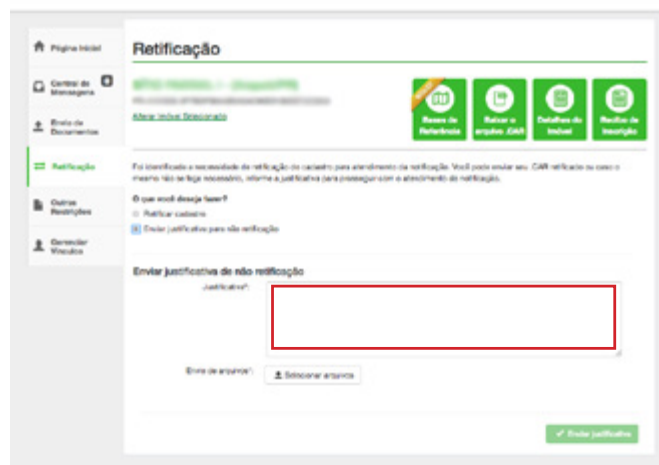 Retificação
Página Inicial
Central de
Mensagens
Envio de
Documentos
Retificação
Outras
Restrições
Gerenciar
Vínculos
Alterar Imóvel Selecionado
Bases de
Referência
Baixar o
arquivo .CAR
Detalhes do
Imóvel
Recibo de
Inscrição
Foi identificada a necessidade de retificação do cadastro para atendimento da notificação. Você pode enviar seu .CAR retificado ou caso o
mesmo não se faça necessário, informe a justificativa para prosseguir com o atendimento da notificação.
O que você deseja fazer?
Retificar cadastro
Enviar justificativa para não retificação
Enviar justificativa de não retificação
Justificativa*:
Envio de arquivos*:
Selecionar arquivos
Enviar justificativa